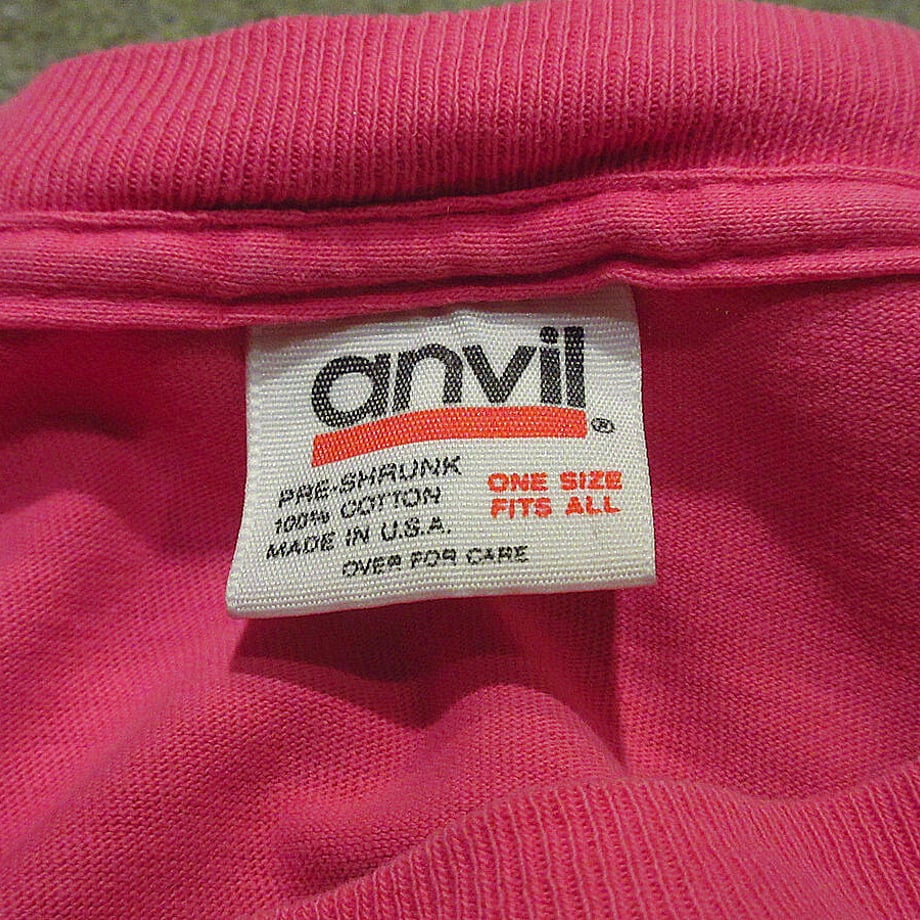 anvil®
PRE-SHRUNK
100% COTTON
MADE IN U.S.A.
ONE SIZE
FITS ALL
OVER FOR CARE